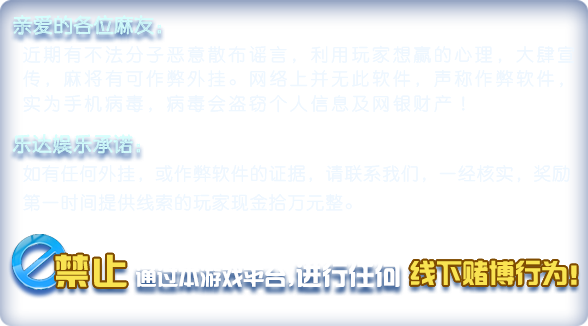 亲爱的各位麻友：
近期有不法分子恶意散布谣言，利用玩家想赢的心理，大肆宣
传，麻将有可作弊外挂。网络上并无此软件，声称作弊软件，
实为手机病毒，病毒会盗窃个人信息及网银财产！
乐达娱乐承诺：
如有任何外挂，或作弊软件的证据，请联系我们，一经核实，奖励
第一时间提供线索的玩家现金拾万元整。
禁止 通过本游戏平台,进行任何 线下赌博行为!